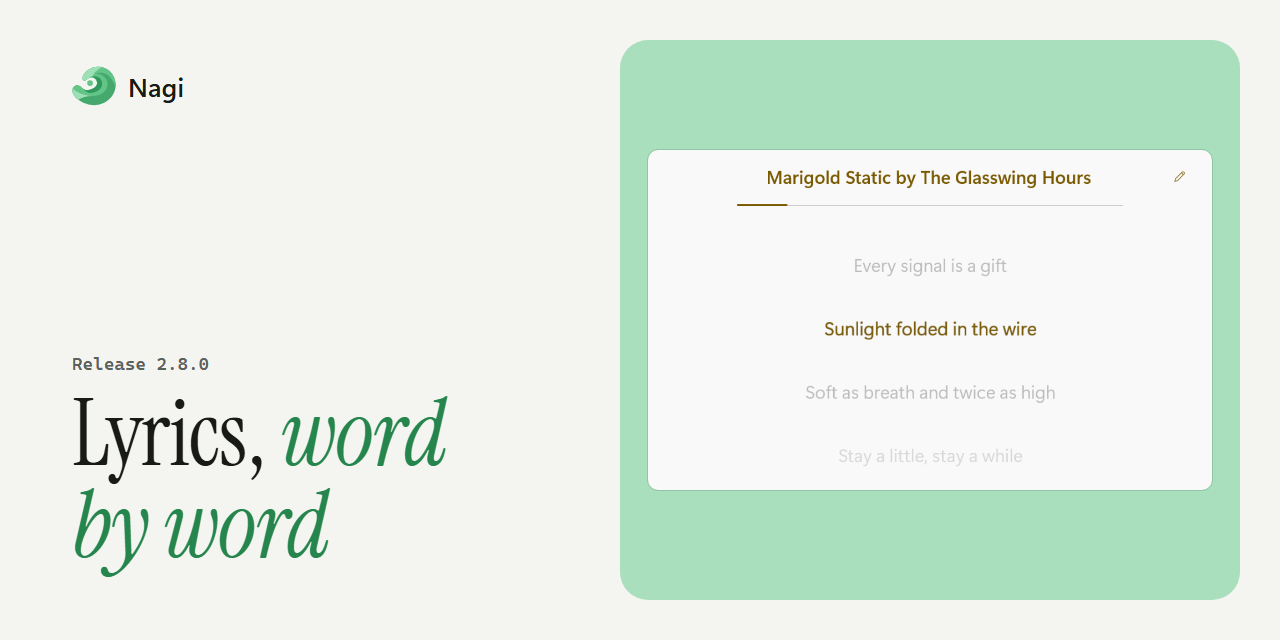 Nagi
Release 2.8.0
Lyrics, word
by word
Marigold Static by The Glasswing Hours
Every signal is a gift
Sunlight folded in the wire
Soft as breath and twice as high
Stay a little, stay a while